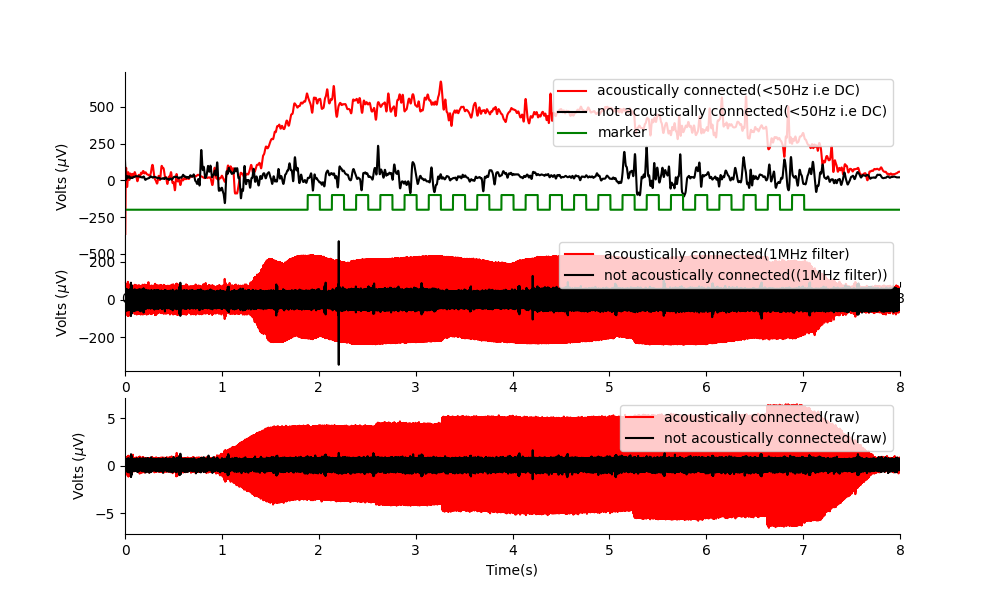 acoustically connected(<50Hz i.e DC)
not acoustically connected(<50Hz i.e DC)
marker
Volts (μV)
500
250
0
−250
−500
0
8
acoustically connected(1MHz filter)
not acoustically connected((1MHz filter))
Volts (μV)
200
0
−200
0 1 2 3 4 5 6 7 8
acoustically connected(raw)
not acoustically connected(raw)
Volts (μV)
5
0
−5
0 1 2 3 4 5 6 7 8
Time(s)